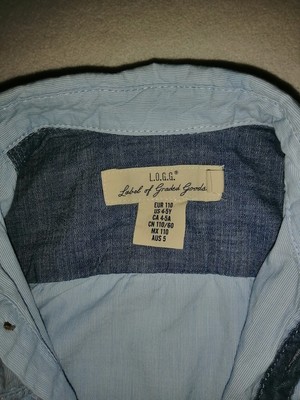 L.O.G.G.®
Label of Graded Goods
EUR 110
US 4-5Y
CA 4-5A
CN 110/60
MX 110
AUS 5